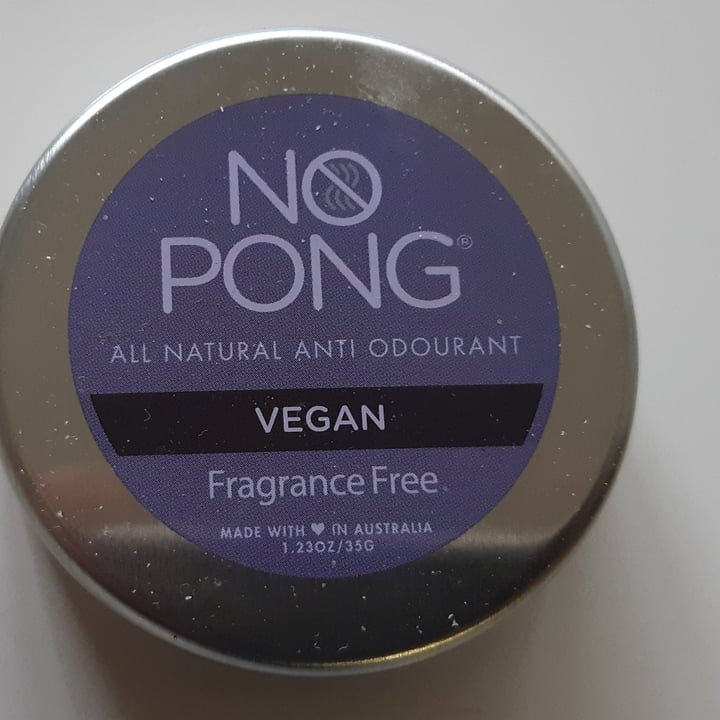 NO
PONG®
ALL NATURAL ANTI ODOURANT
VEGAN
Fragrance Free
MADE WITH ♥ IN AUSTRALIA
1.23OZ/35G